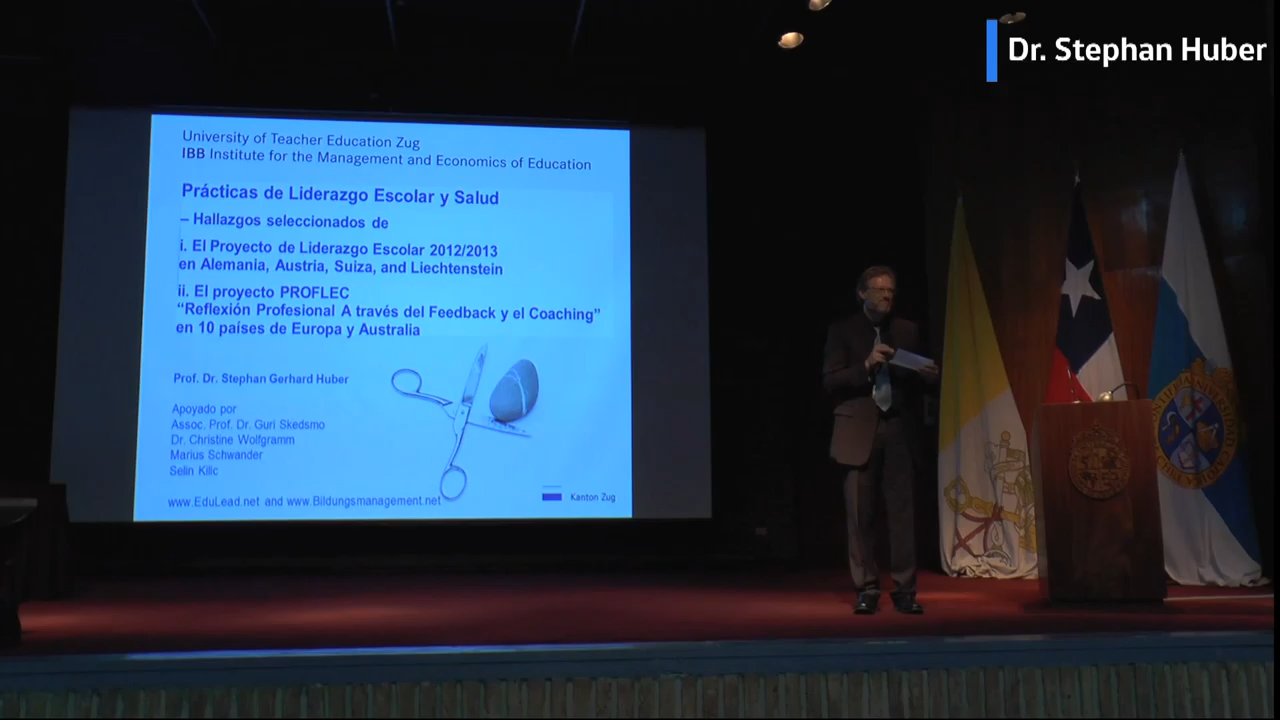 Dr. Stephan Huber
University of Teacher Education Zug
IBB Institute for the Management and Economics of Education
Prácticas de Liderazgo Escolar y Salud
– Hallazgos seleccionados de
i. El Proyecto de Liderazgo Escolar 2012/2013
en Alemania, Austria, Suiza, and Liechtenstein
ii. El proyecto PROFLEC
“Reflexión Profesional A través del Feedback y el Coaching”
en 10 países de Europa y Australia
Prof. Dr. Stephan Gerhard Huber
Apoyado por
Assoc. Prof. Dr. Guri Skedsmo
Dr. Christine Wolfgramm
Marius Schwander
Selin Kilic
www.EduLead.net and www.Bildungsmanagement.net
Kanton Zug